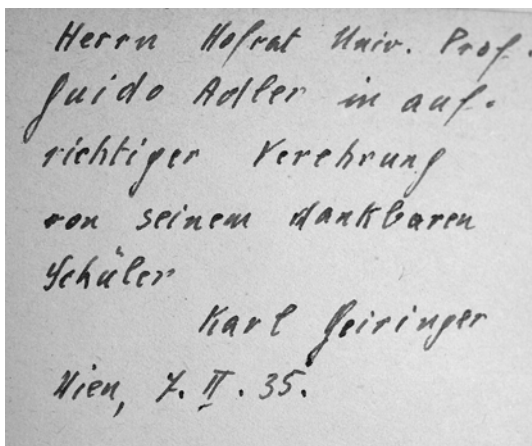 Herrn Hofrat Univ. Prof.
Guido Adler in auf-
richtiger Verehrung
von seinem dankbaren
Schüler
Karl Geiringer
Wien, 7. II. 35.